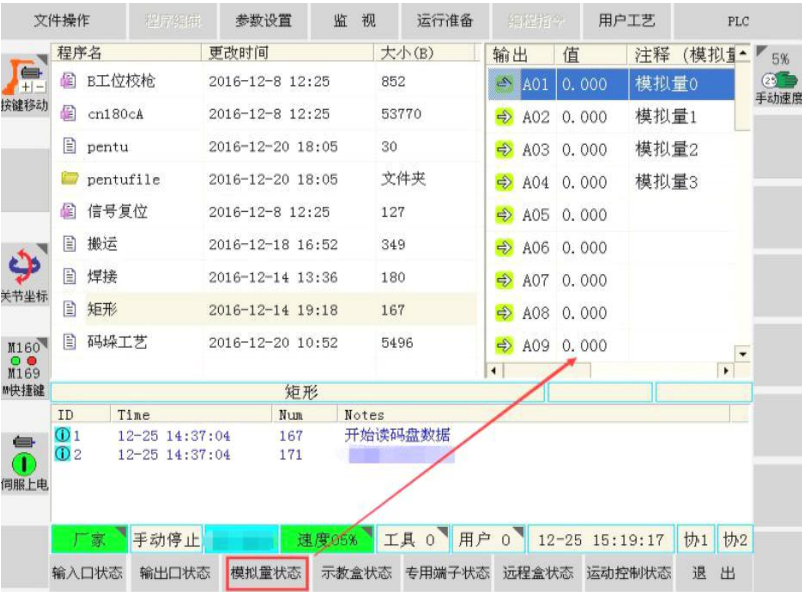 文件操作 程序编辑 参数设置 监 视 运行准备 编程指令 用户工艺 PLC
程序名 更改时间 大小(B)
B工位校枪 2016-12-8 12:25 852
cn180cA 2016-12-8 12:25 53770
pentu 2016-12-20 18:05 30
pentufile 2016-12-20 18:05 文件夹
信号复位 2016-12-8 12:25 127
搬运 2016-12-18 16:52 349
焊接 2016-12-14 13:36 180
矩形 2016-12-14 19:18 167
码垛工艺 2016-12-20 10:52 5496
输出 值 注释 (模拟量
A01 0.000 模拟量0
A02 0.000 模拟量1
A03 0.000 模拟量2
A04 0.000 模拟量3
A05 0.000
A06 0.000
A07 0.000
A08 0.000
A09 0.000
按键移动
关节坐标
M160
M169
M快捷键
伺服上电
5%
25
手动速度
矩形
ID Time Num Notes
1 12-25 14:37:04 167 开始读码盘数据
2 12-25 14:37:04 171
厂家 手动停止 速度05% 工具 0 用户 0 12-25 15:19:17 协1 协2
输入口状态 输出口状态 模拟量状态 示教盒状态 专用端子状态 远程盒状态 运动控制状态 退 出